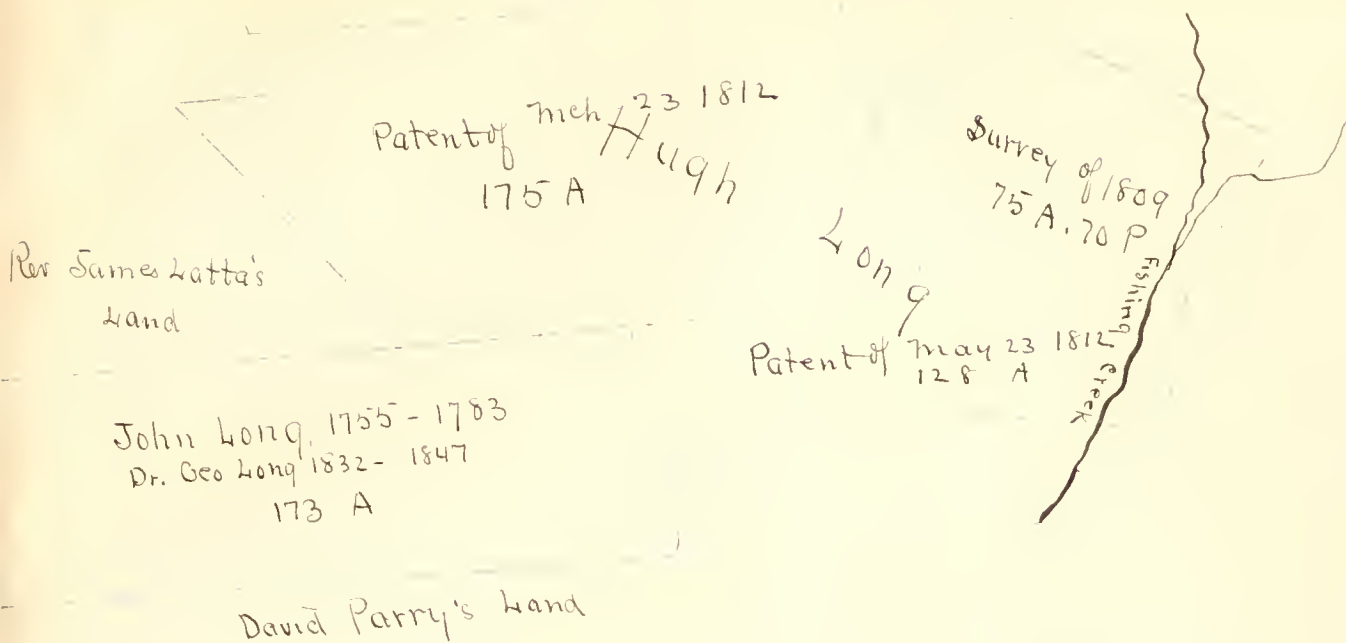 Patent of Mch 23 1812
175 A
Hugh Long
Survey of 1809
75 A. 70 P
Fishing Creek
Rev James Latta's
Land
Patent of May 23 1812
128 A
John Long, 1755 - 1783
Dr. Geo Long 1832 - 1847
173 A
David Parry's Land